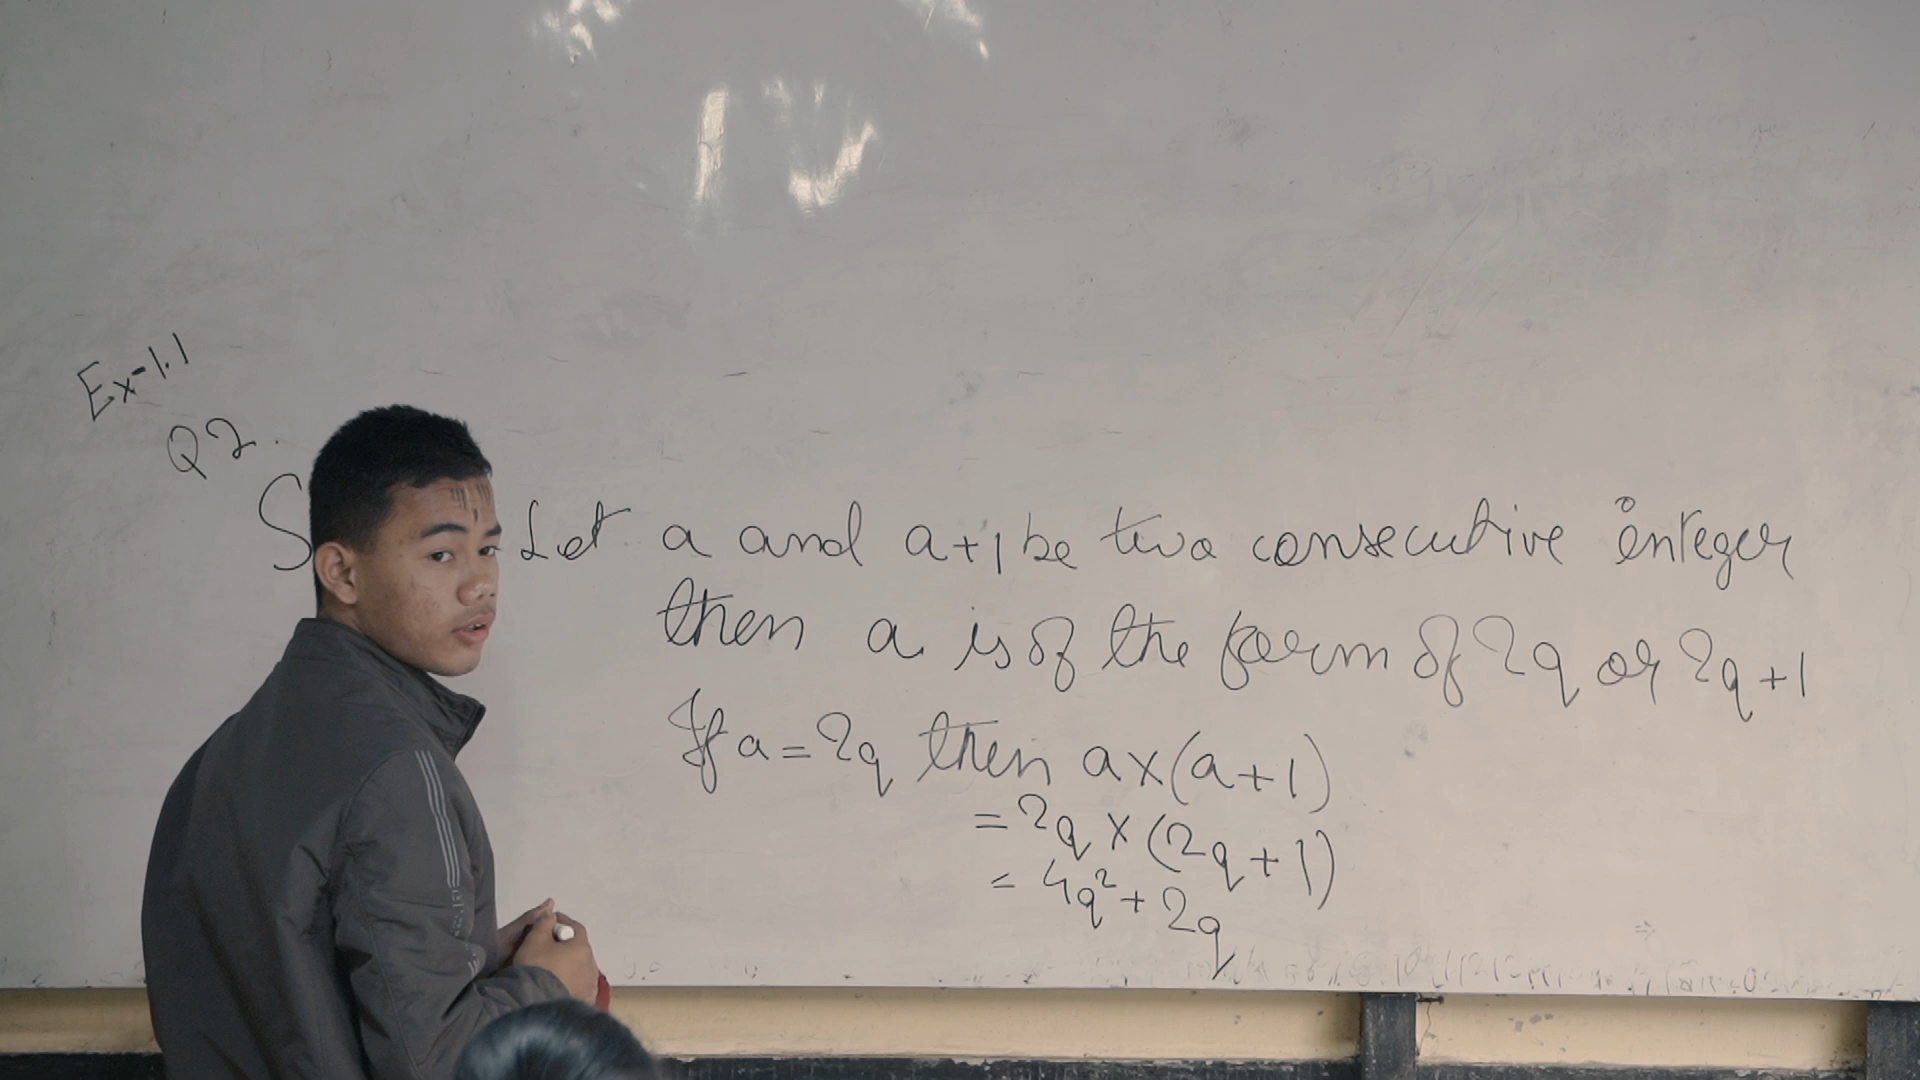 Ex-1.1
Q2.
Let a and a+1 be two consecutive integer
then a is of the form of 2q or 2q+1
If a=2q then a×(a+1)
=2q×(2q+1)
=4q²+2q